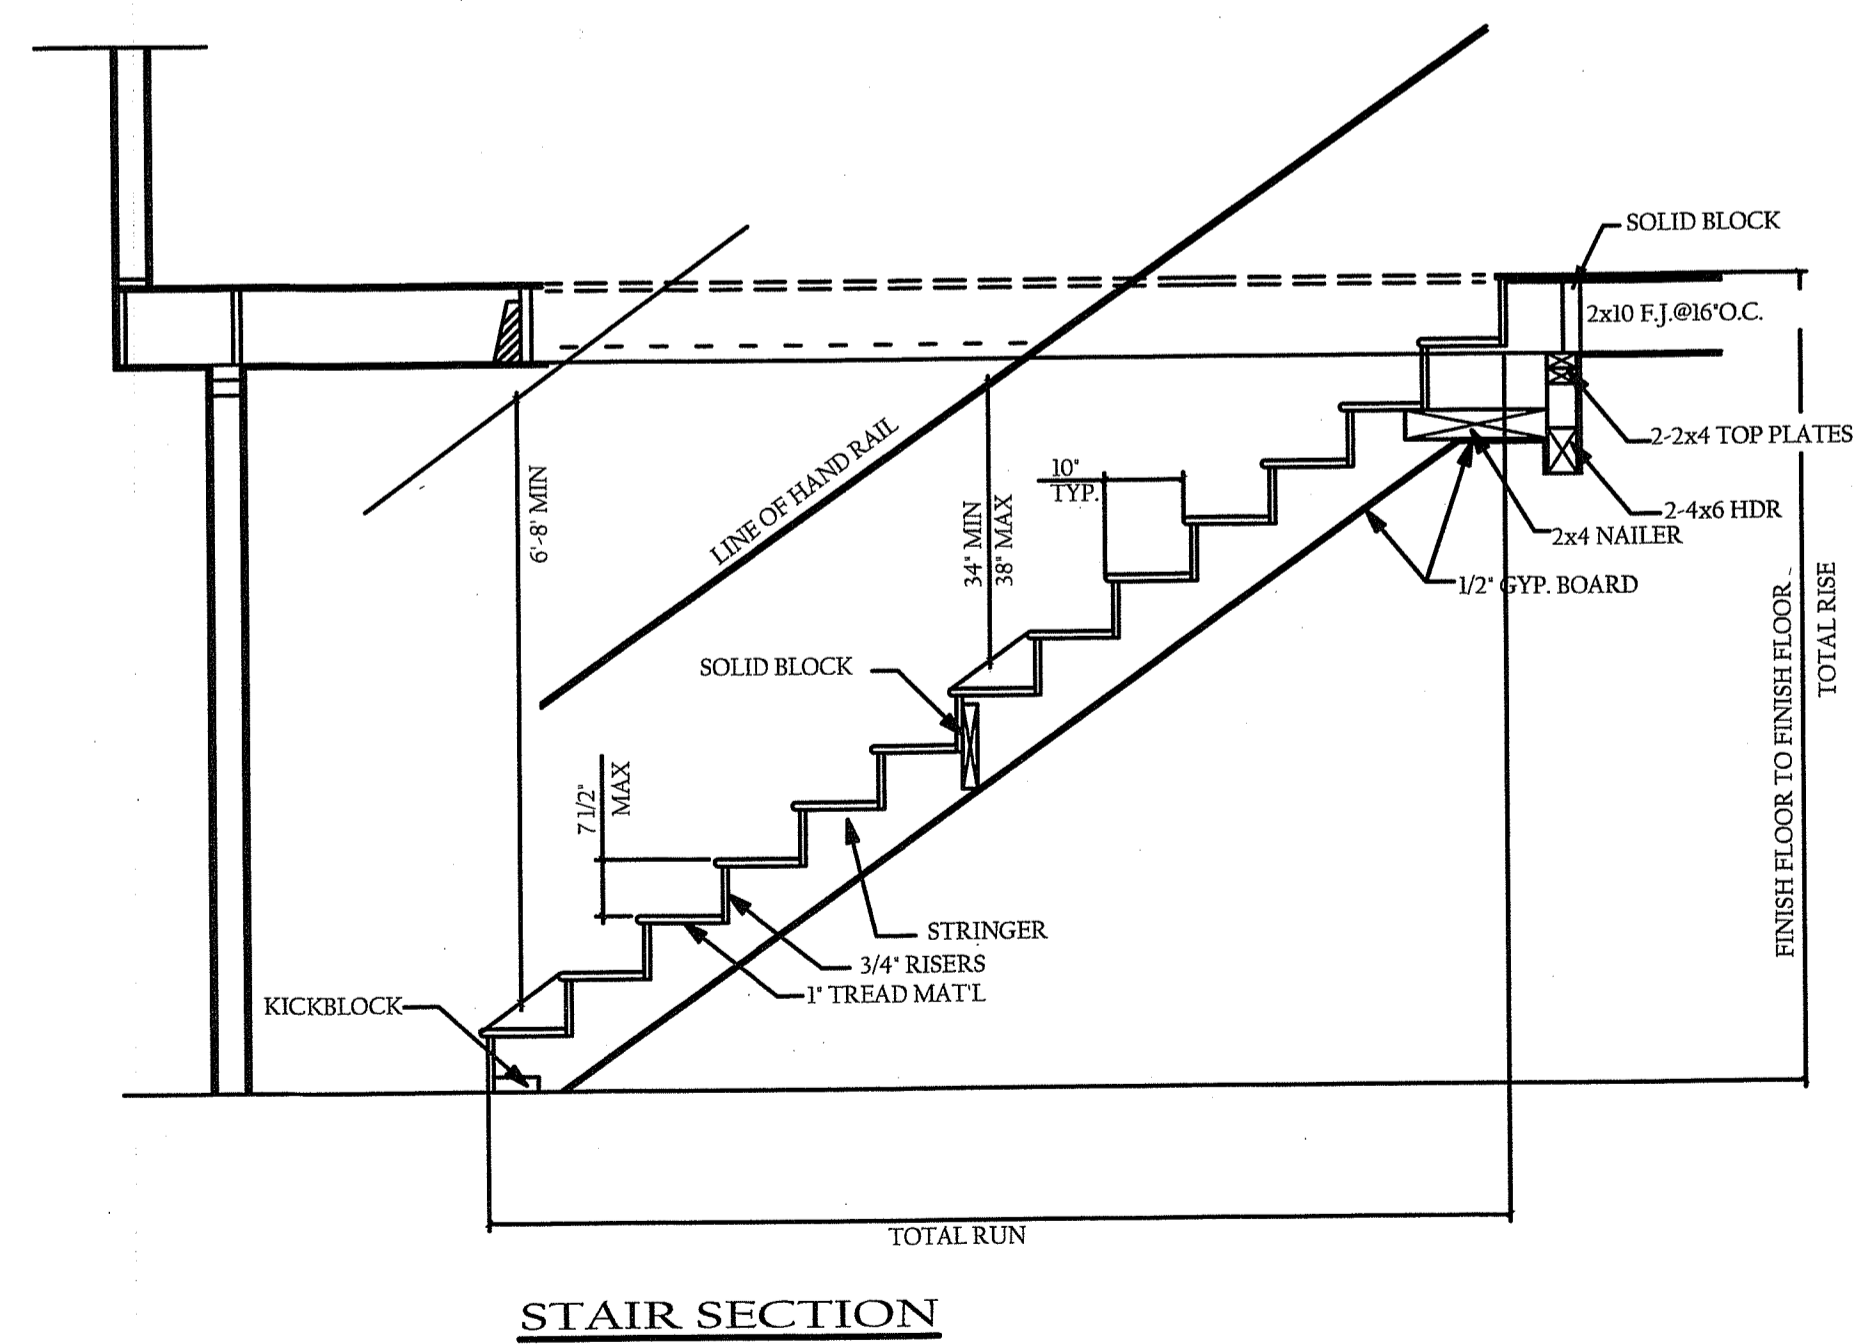 SOLID BLOCK
2x10 F.J.@16"O.C.
2-2x4 TOP PLATES
2-4x6 HDR
2x4 NAILER
1/2" GYP. BOARD
10"
TYP.
LINE OF HAND RAIL
6'-8' MIN
34" MIN
38" MAX
SOLID BLOCK
7 1/2"
MAX
STRINGER
3/4" RISERS
1" TREAD MAT'L
KICKBLOCK
FINISH FLOOR TO FINISH FLOOR
TOTAL RISE
TOTAL RUN
STAIR SECTION